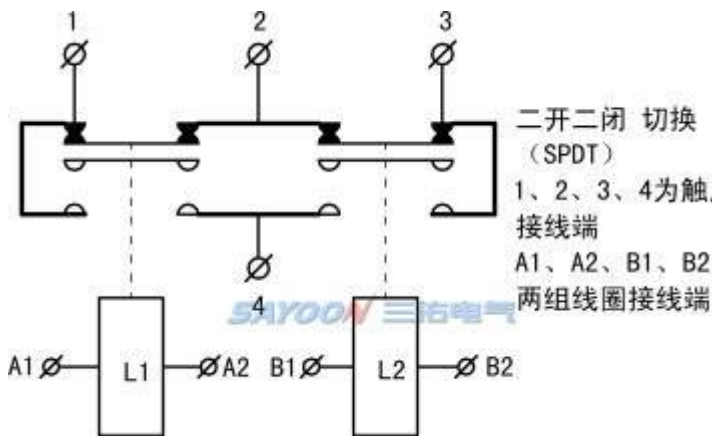 1
2
3
二开二闭 切换
（SPDT）
1、2、3、4为触
接线端
A1、A2、B1、B2
两组线圈接线端
4
SAYOON 三佑电气
A1
L1
A2
B1
L2
B2